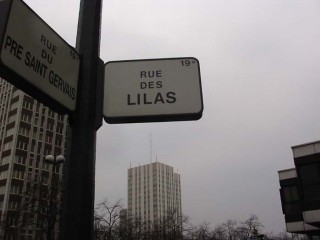 RUE
DU
PRE SAINT GERVAIS
19e
RUE
DES
LILAS